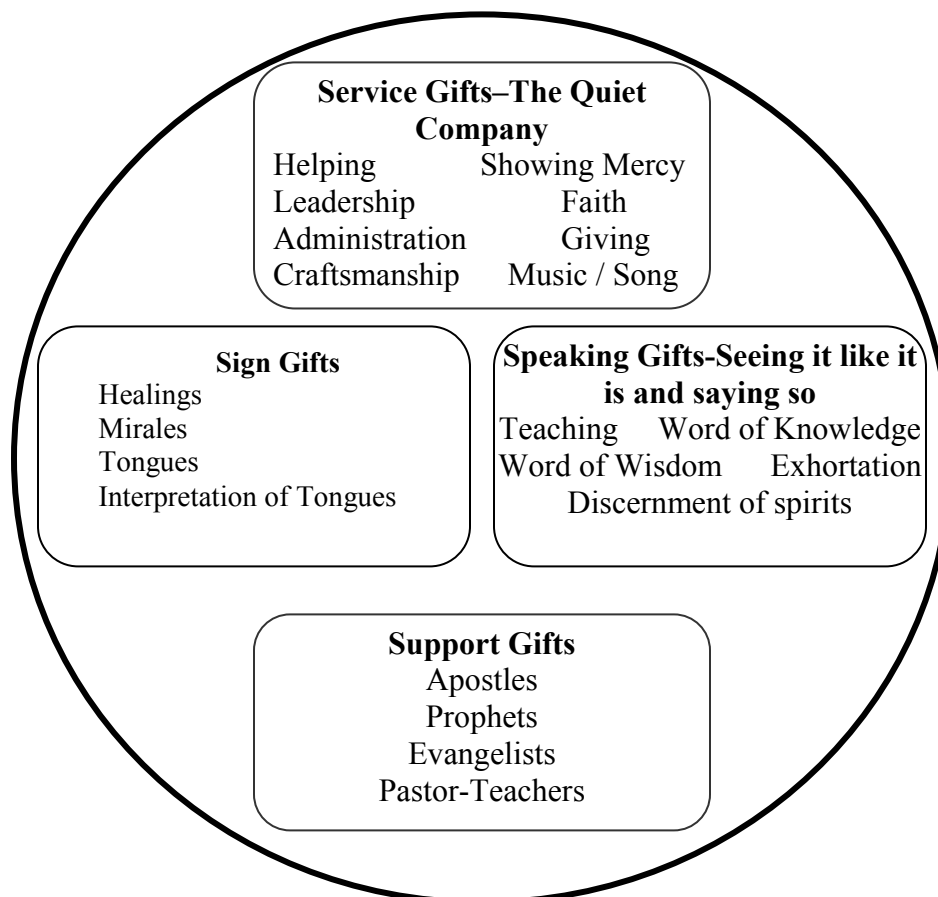 Service Gifts–The Quiet
Company
Helping Showing Mercy
Leadership Faith
Administration Giving
Craftsmanship Music / Song
Sign Gifts
Healings
Mirales
Tongues
Interpretation of Tongues
Speaking Gifts-Seeing it like it
is and saying so
Teaching Word of Knowledge
Word of Wisdom Exhortation
Discernment of spirits
Support Gifts
Apostles
Prophets
Evangelists
Pastor-Teachers